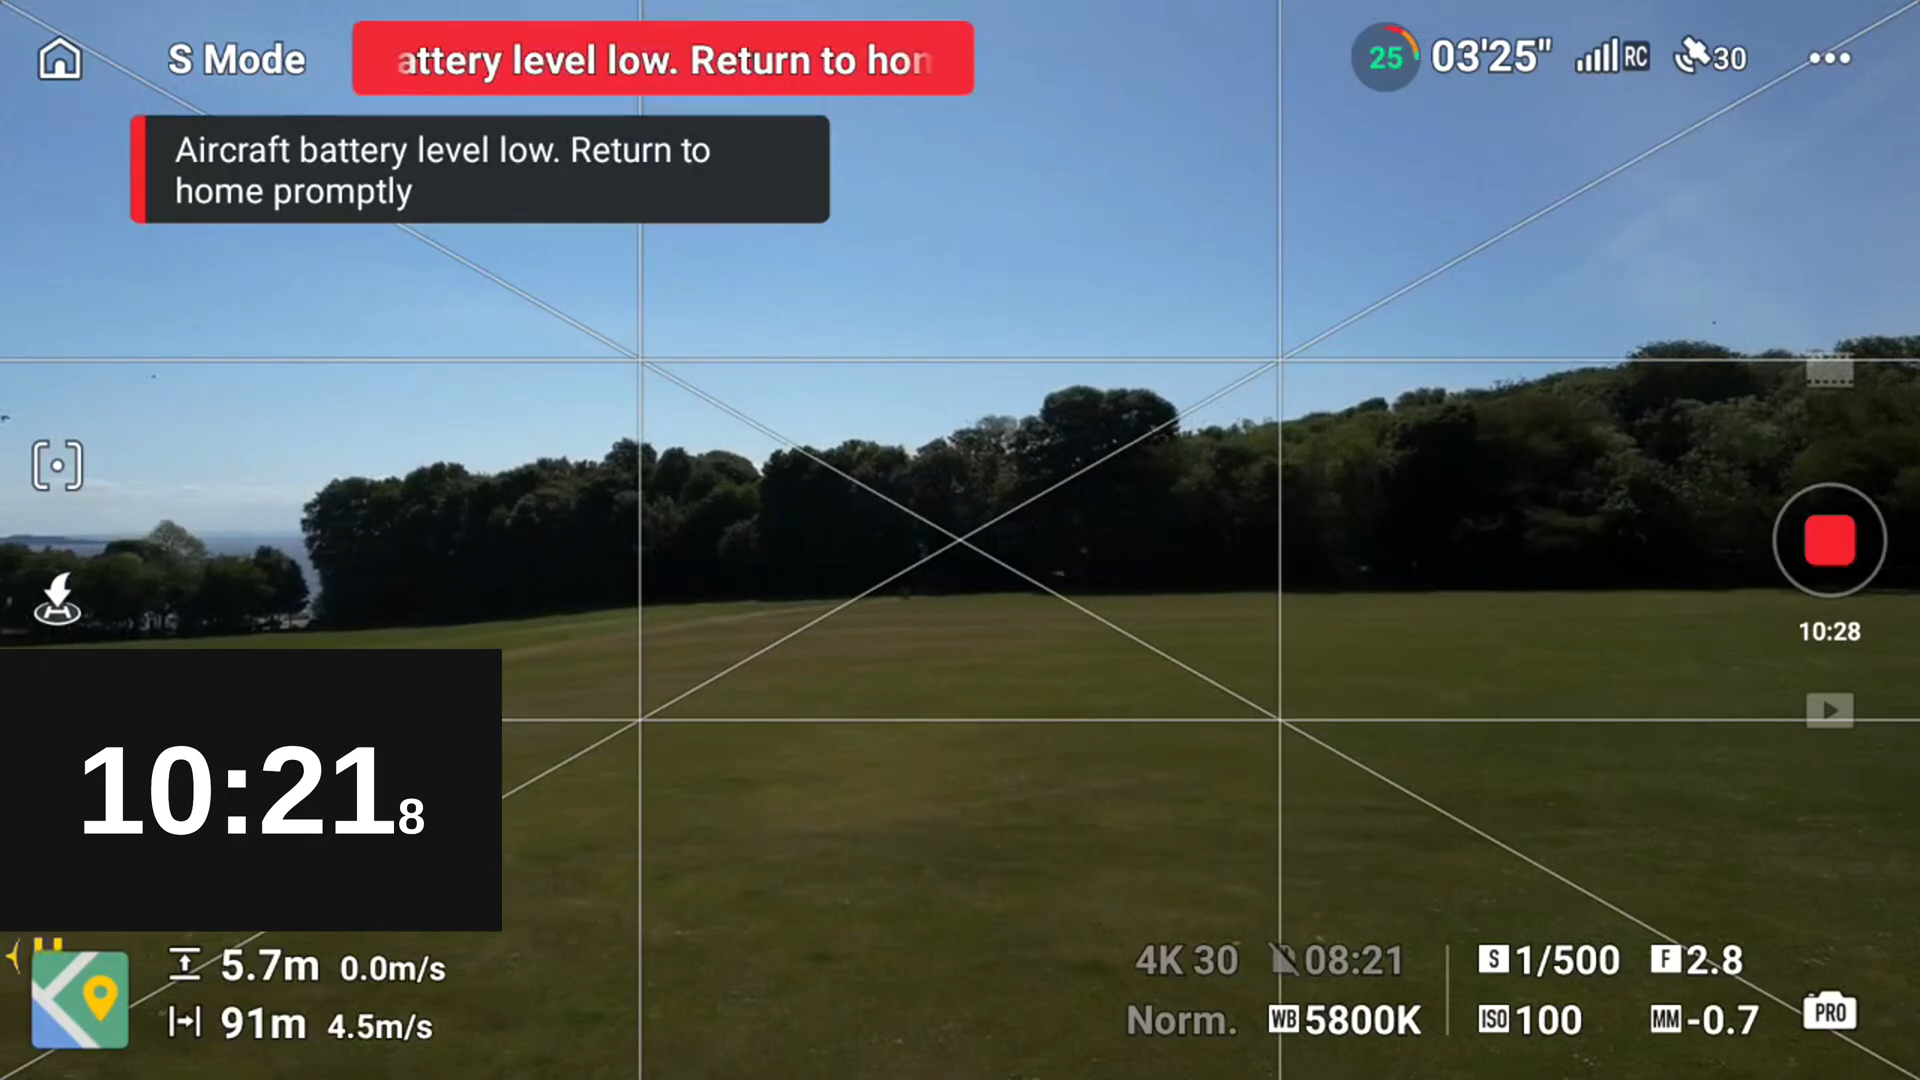 S Mode
attery level low. Return to hon
25 03'25" RC 30
Aircraft battery level low. Return to
home promptly
10:28
10:218
H
5.7m 0.0m/s
91m 4.5m/s
4K 30 08:21 S 1/500 F 2.8
Norm. WB 5800K ISO 100 MM -0.7 PRO